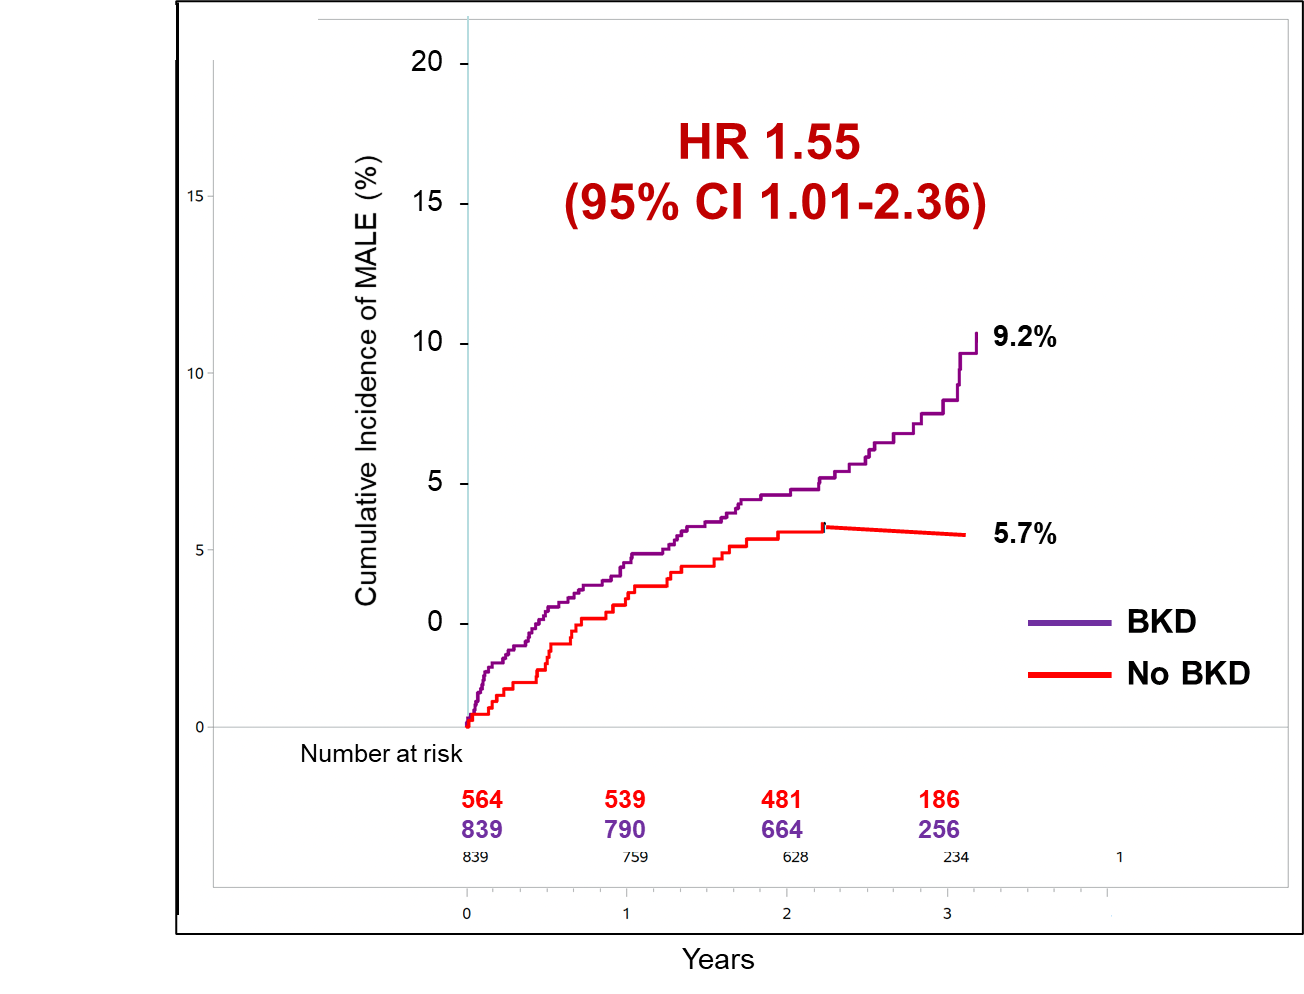 20
HR 1.55
(95% CI 1.01-2.36)
15
15
Cumulative Incidence of MALE (%)
10
9.2%
10
5
5.7%
5
0
BKD
No BKD
0
Number at risk
564 539 481 186
839 790 664 256
839 759 628 234 1
0 1 2 3
Years